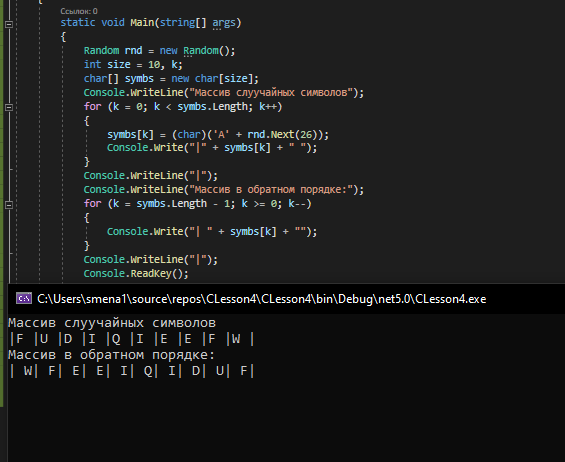 {
Ссылок: 0
static void Main(string[] args)
{
Random rnd = new Random();
int size = 10, k;
char[] symbs = new char[size];
Console.WriteLine("Массив слуучайных символов");
for (k = 0; k < symbs.Length; k++)
{
symbs[k] = (char)('A' + rnd.Next(26));
Console.Write("|" + symbs[k] + " ");
}
Console.WriteLine("|");
Console.WriteLine("Массив в обратном порядке:");
for (k = symbs.Length - 1; k >= 0; k--)
{
Console.Write("| " + symbs[k] + "");
}
Console.WriteLine("|");
Console.ReadKey();
C:\Users\smena1\source\repos\CLesson4\CLesson4\bin\Debug\net5.0\CLesson4.exe
Массив слуучайных символов
|F |U |D |I |Q |I |E |E |F |W |
Массив в обратном порядке:
| W| F| E| E| I| Q| I| D| U| F|